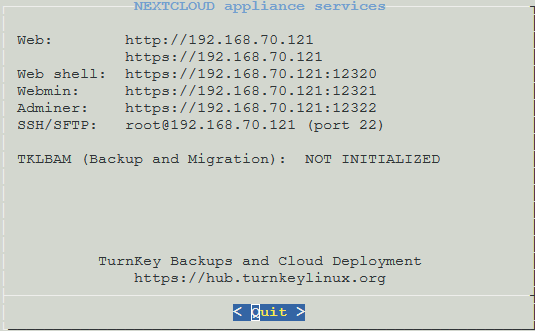 NEXTCLOUD appliance services
Web: http://192.168.70.121
https://192.168.70.121
Web shell: https://192.168.70.121:12320
Webmin: https://192.168.70.121:12321
Adminer: https://192.168.70.121:12322
SSH/SFTP: root@192.168.70.121 (port 22)
TKLBAM (Backup and Migration): NOT INITIALIZED
TurnKey Backups and Cloud Deployment
https://hub.turnkeylinux.org
< Quit >